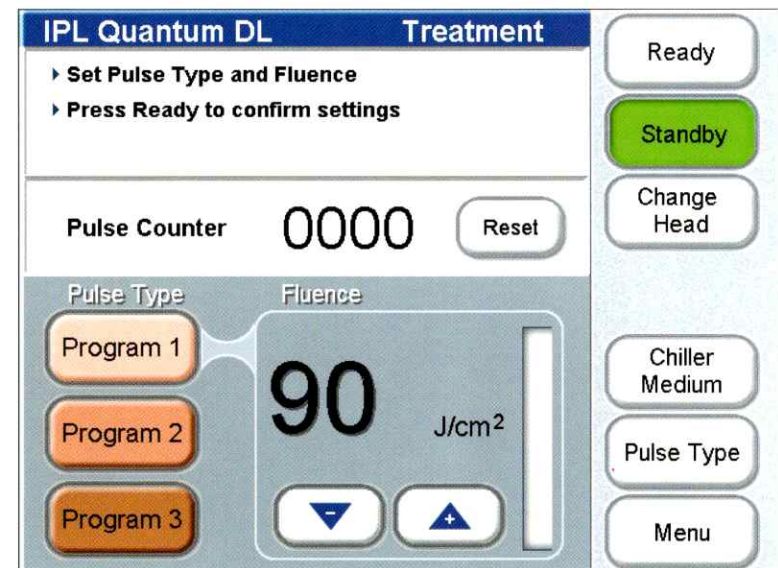 IPL Quantum DL Treatment
Set Pulse Type and Fluence
Press Ready to confirm settings
Pulse Counter 0000 Reset
Pulse Type Fluence
Program 1
Program 2
Program 3
90 J/cm²
- +
Ready
Standby
Change
Head
Chiller
Medium
Pulse Type
Menu